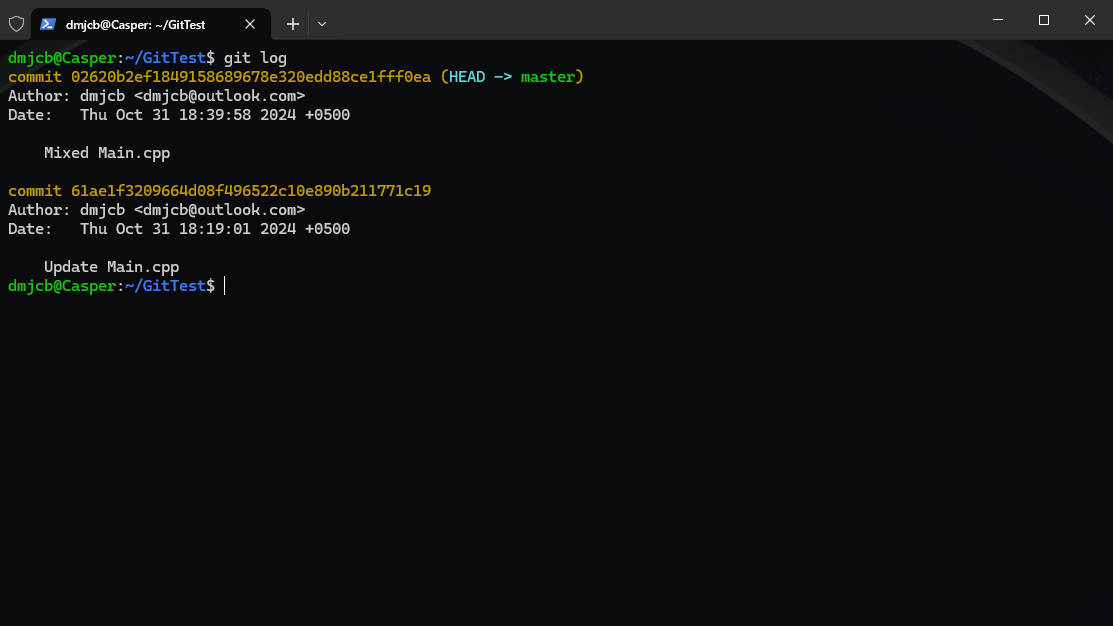 dmjcb@Casper: ~/GitTest
dmjcb@Casper:~/GitTest$ git log
commit 02620b2ef1849158689678e320edd88ce1fff0ea (HEAD -> master)
Author: dmjcb <dmjcb@outlook.com>
Date:   Thu Oct 31 18:39:58 2024 +0500
    Mixed Main.cpp
commit 61ae1f3209664d08f496522c10e890b211771c19
Author: dmjcb <dmjcb@outlook.com>
Date:   Thu Oct 31 18:19:01 2024 +0500
    Update Main.cpp
dmjcb@Casper:~/GitTest$